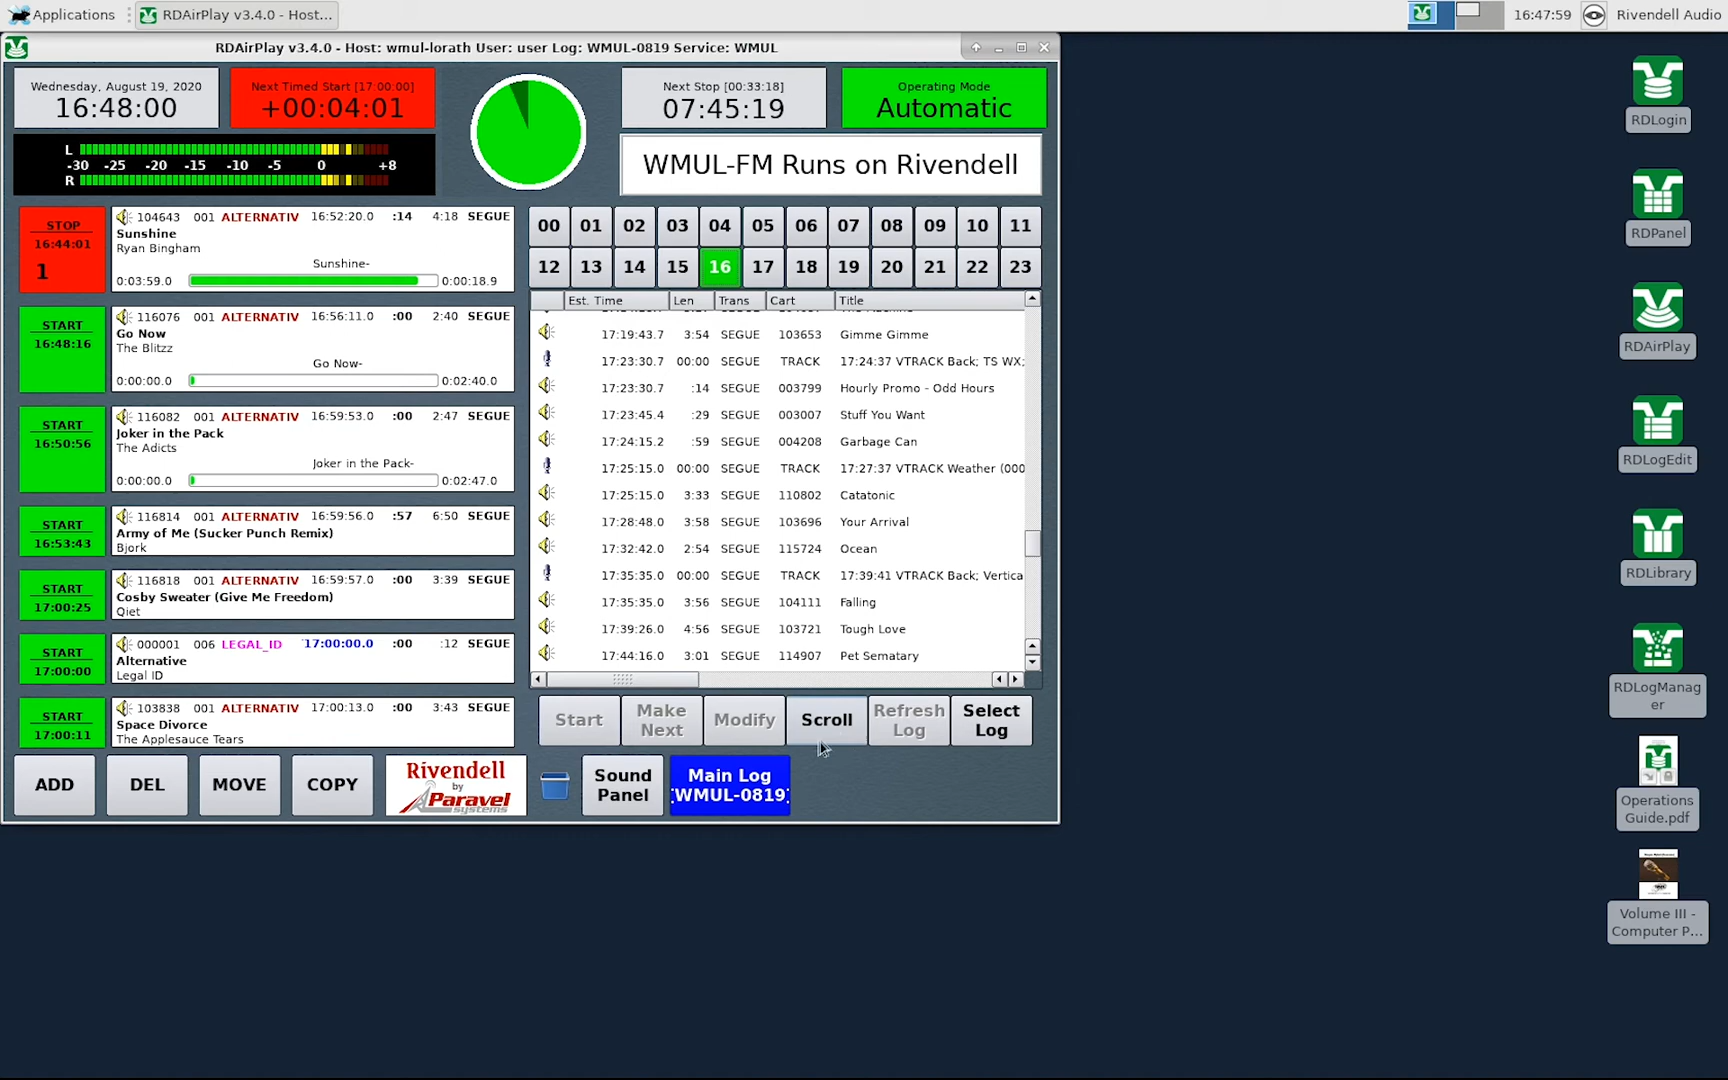 Applications
RDAirPlay v3.4.0 - Host...
16:47:59
Rivendell Audio
RDAirPlay v3.4.0 - Host: wmul-lorath User: user Log: WMUL-0819 Service: WMUL
Wednesday, August 19, 2020
16:48:00
Next Timed Start [17:00:00]
+00:04:01
Next Stop [00:33:18]
07:45:19
Operating Mode
Automatic
L
-30 -25 -20 -15 -10 -5 0 +8
R
WMUL-FM Runs on Rivendell
STOP
16:44:01
1
104643 001 ALTERNATIV 16:52:20.0 :14 4:18 SEGUE
Sunshine
Ryan Bingham
Sunshine-
0:03:59.0 0:00:18.9
START
16:48:16
116076 001 ALTERNATIV 16:56:11.0 :00 2:40 SEGUE
Go Now
The Blitzz
Go Now-
0:00:00.0 0:02:40.0
START
16:50:56
116082 001 ALTERNATIV 16:59:53.0 :00 2:47 SEGUE
Joker in the Pack
The Adicts
Joker in the Pack-
0:00:00.0 0:02:47.0
START
16:53:43
116814 001 ALTERNATIV 16:59:56.0 :57 6:50 SEGUE
Army of Me (Sucker Punch Remix)
Bjork
START
17:00:25
116818 001 ALTERNATIV 16:59:57.0 :00 3:39 SEGUE
Cosby Sweater (Give Me Freedom)
Qiet
START
17:00:00
000001 006 LEGAL_ID 17:00:00.0 :00 :12 SEGUE
Alternative
Legal ID
START
17:00:11
103838 001 ALTERNATIV 17:00:13.0 :00 3:43 SEGUE
Space Divorce
The Applesauce Tears
00 01 02 03 04 05 06 07 08 09 10 11
12 13 14 15 16 17 18 19 20 21 22 23
Est. Time Len Trans Cart Title
17:19:43.7 3:54 SEGUE 103653 Gimme Gimme
17:23:30.7 00:00 SEGUE TRACK 17:24:37 VTRACK Back; TS WX;
17:23:30.7 :14 SEGUE 003799 Hourly Promo - Odd Hours
17:23:45.4 :29 SEGUE 003007 Stuff You Want
17:24:15.2 :59 SEGUE 004208 Garbage Can
17:25:15.0 00:00 SEGUE TRACK 17:27:37 VTRACK Weather (000
17:25:15.0 3:33 SEGUE 110802 Catatonic
17:28:48.0 3:58 SEGUE 103696 Your Arrival
17:32:42.0 2:54 SEGUE 115724 Ocean
17:35:35.0 00:00 SEGUE TRACK 17:39:41 VTRACK Back; Vertica
17:35:35.0 3:56 SEGUE 104111 Falling
17:39:26.0 4:56 SEGUE 103721 Tough Love
17:44:16.0 3:01 SEGUE 114907 Pet Sematary
Start
Make
Next
Modify
Scroll
Refresh
Log
Select
Log
ADD
DEL
MOVE
COPY
Rivendell
by
Paravel
systems
Sound
Panel
Main Log
[WMUL-0819]
RDLogin
RDPanel
RDAirPlay
RDLogEdit
RDLibrary
RDLogManag
er
Operations
Guide.pdf
Volume III -
Computer P...